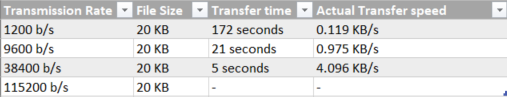 Transmission Rate File Size Transfer time Actual Transfer speed
1200 b/s 20 KB 172 seconds 0.119 KB/s
9600 b/s 20 KB 21 seconds 0.975 KB/s
38400 b/s 20 KB 5 seconds 4.096 KB/s
115200 b/s 20 KB - -